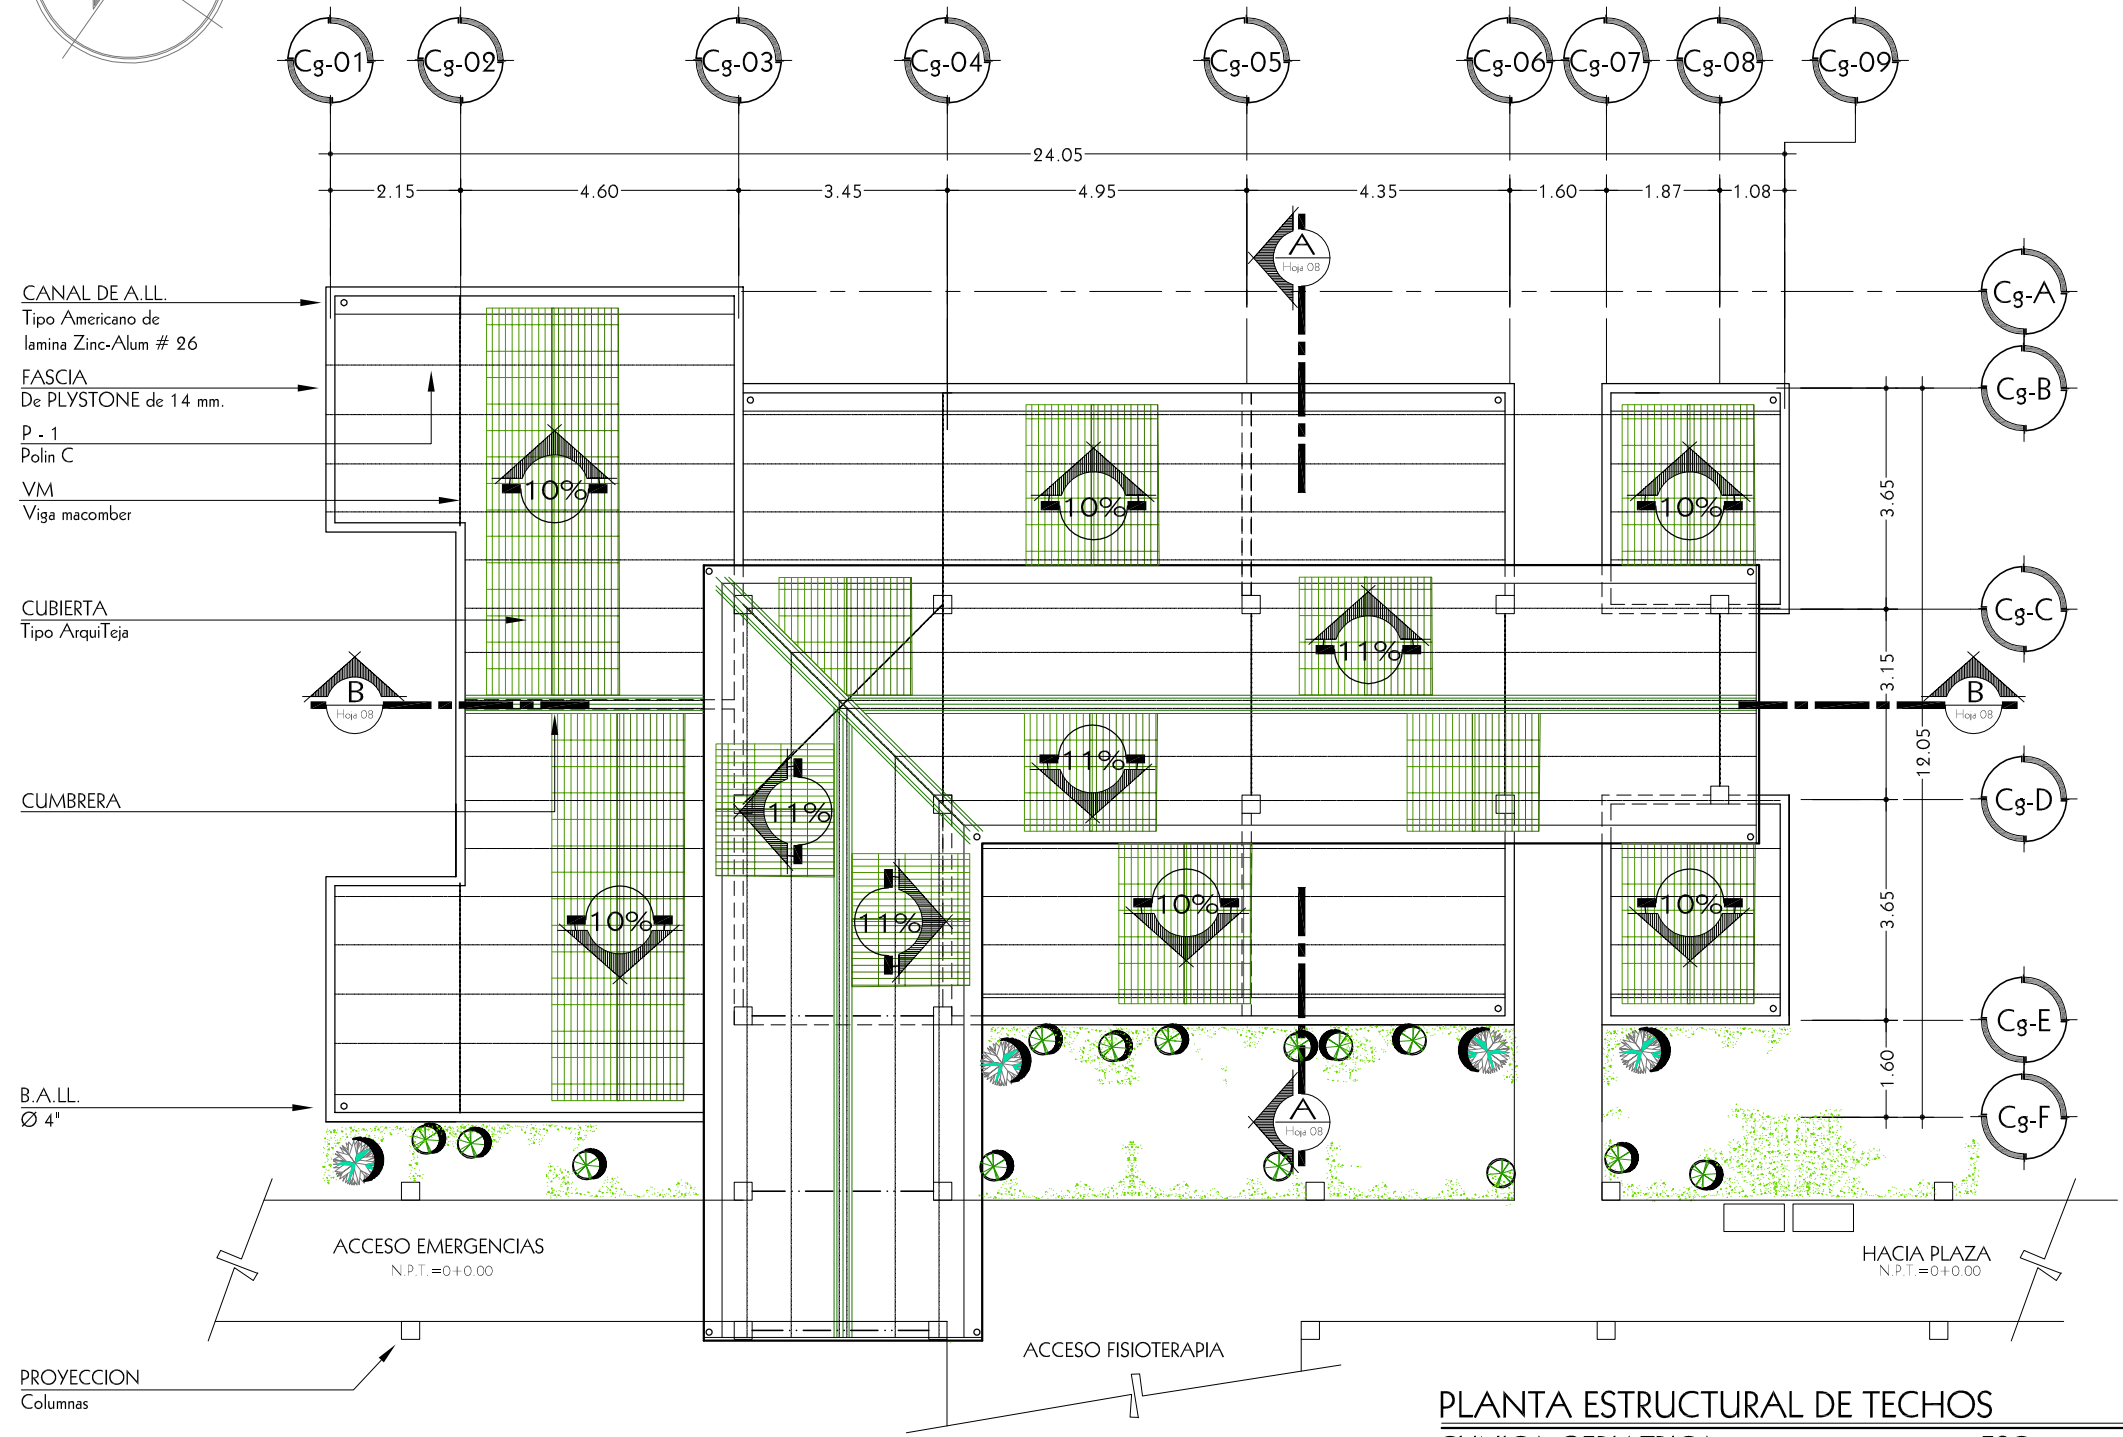 Cg-01 Cg-02 Cg-03 Cg-04 Cg-05 Cg-06 Cg-07 Cg-08 Cg-09
24.05
2.15 4.60 3.45 4.95 4.35 1.60 1.87 1.08
A
Hoja 08
Cg-A
CANAL DE A.LL.
Tipo Americano de
lamina Zinc-Alum # 26
FASCIA
De PLYSTONE de 14 mm.
Cg-B
P - 1
Polin C
VM
Viga macomber
10% 10% 10%
3.65
CUBIERTA
Tipo ArquiTeja
Cg-C
11%
3.15
B
Hoja 08
B
Hoja 08
12.05
11%
CUMBRERA
11%
Cg-D
10% 11% 10% 10%
3.65
Cg-E
1.60
B.A.LL.
Ø 4"
A
Hoja 08
Cg-F
ACCESO EMERGENCIAS
N.P.T.=0+0.00
HACIA PLAZA
N.P.T.=0+0.00
ACCESO FISIOTERAPIA
PROYECCION
Columnas
PLANTA ESTRUCTURAL DE TECHOS